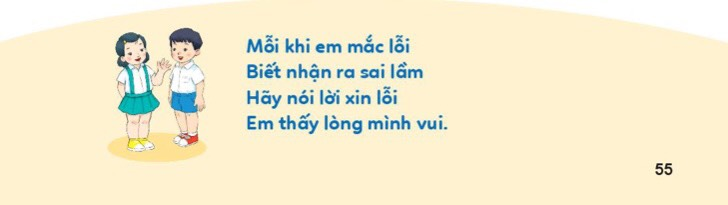 Mỗi khi em mắc lỗi
Biết nhận ra sai lầm
Hãy nói lời xin lỗi
Em thấy lòng mình vui.
55